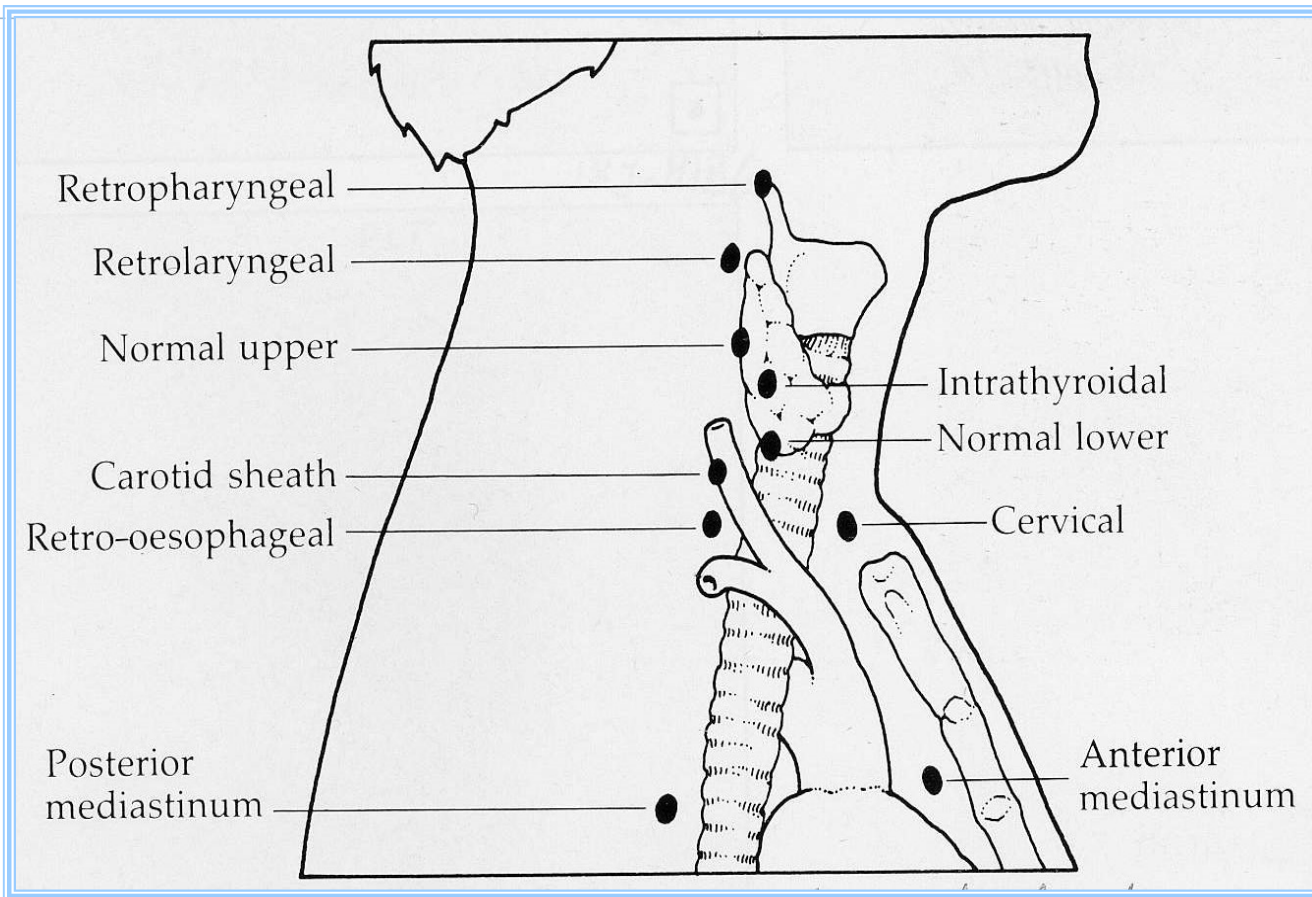 Retropharyngeal
Retrolaryngeal
Normal upper
Carotid sheath
Retro-oesophageal
Posterior
mediastinum
Intrathyroidal
Normal lower
Cervical
Anterior
mediastinum